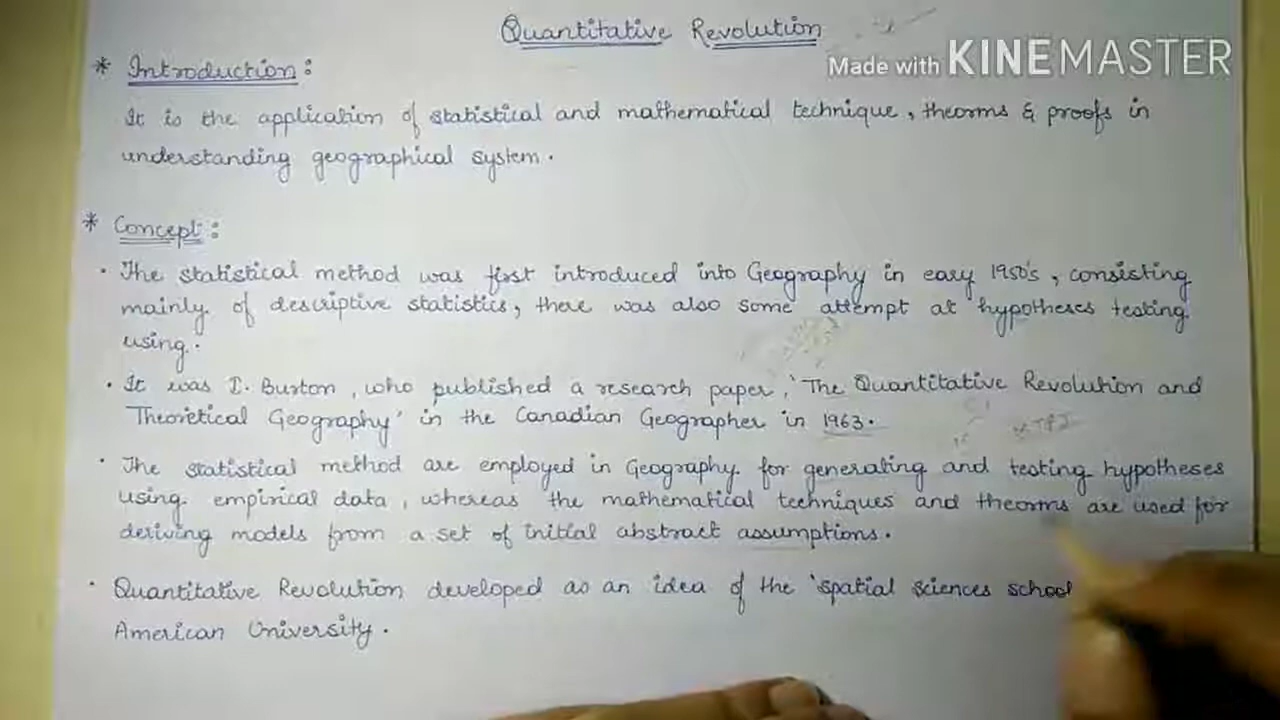 Quantitative Revolution
Made with KINEMASTER
* Introduction :
It is the application of statistical and mathematical technique, theorms & proofs in
understanding geographical system.
* Concept :
• The statistical method was first introduced into Geography in eary 1950's, consisting
mainly of descriptive statistics, there was also some attempt at hypotheses testing
using.
• It was I. Burton, who published a research paper, 'The Quantitative Revolution and
Theoretical Geography' in the Canadian Geographer in 1963.
• The statistical method are employed in Geography for generating and testing hypotheses
using empirical data, whereas the mathematical techniques and theorms are used for
deriving models from a set of initial abstract assumptions.
• Quantitative Revolution developed as an idea of the 'spatial sciences school
American University.